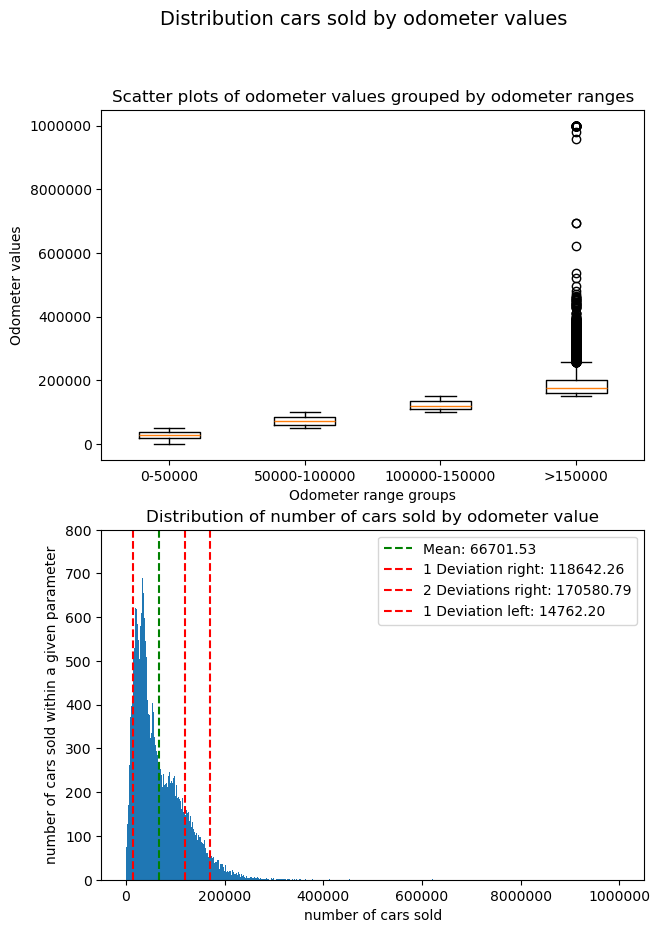 Distribution cars sold by odometer values
Scatter plots of odometer values grouped by odometer ranges
1000000
8000000
600000
400000
200000
0
Odometer values
0-50000
50000-100000
100000-150000
>150000
Odometer range groups
Distribution of number of cars sold by odometer value
800
700
600
500
400
300
200
100
0
number of cars sold within a given parameter
Mean: 66701.53
1 Deviation right: 118642.26
2 Deviations right: 170580.79
1 Deviation left: 14762.20
0
200000
400000
600000
8000000
1000000
number of cars sold